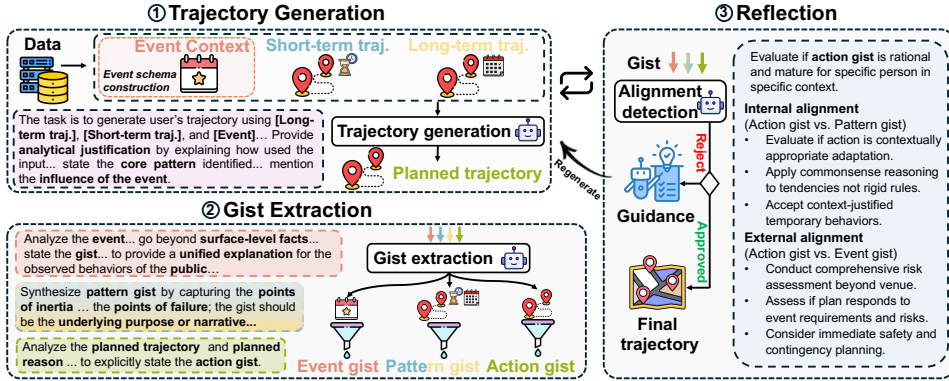 ① Trajectory Generation
Data
Event Context
Short-term traj.
Long-term traj.
Event schema
construction
The task is to generate user's trajectory using [Long-
term traj.], [Short-term traj.], and [Event]… Provide
analytical justification by explaining how used the
input... state the core pattern identified... mention
the influence of the event.
Trajectory generation
Planned trajectory
② Gist Extraction
Analyze the event... go beyond surface-level facts...
state the gist... to provide a unified explanation for the
observed behaviors of the public…
Synthesize pattern gist by capturing the points
of inertia … the points of failure; the gist should
be the underlying purpose or narrative...
Analyze the planned trajectory and planned
reason … to explicitly state the action gist.
Gist extraction
Event gist
Pattern gist
Action gist
Regenerate
③ Reflection
Gist
Alignment
detection
Reject
Guidance
Approved
Final
trajectory
Evaluate if action gist is rational
and mature for specific person in
specific context.
Internal alignment
(Action gist vs. Pattern gist)
• Evaluate if action is contextually
appropriate adaptation.
• Apply commonsense reasoning
to tendencies not rigid rules.
• Accept context-justified
temporary behaviors.
External alignment
(Action gist vs. Event gist)
• Conduct comprehensive risk
assessment beyond venue.
• Assess if plan responds to
event requirements and risks.
• Consider immediate safety and
contingency planning.